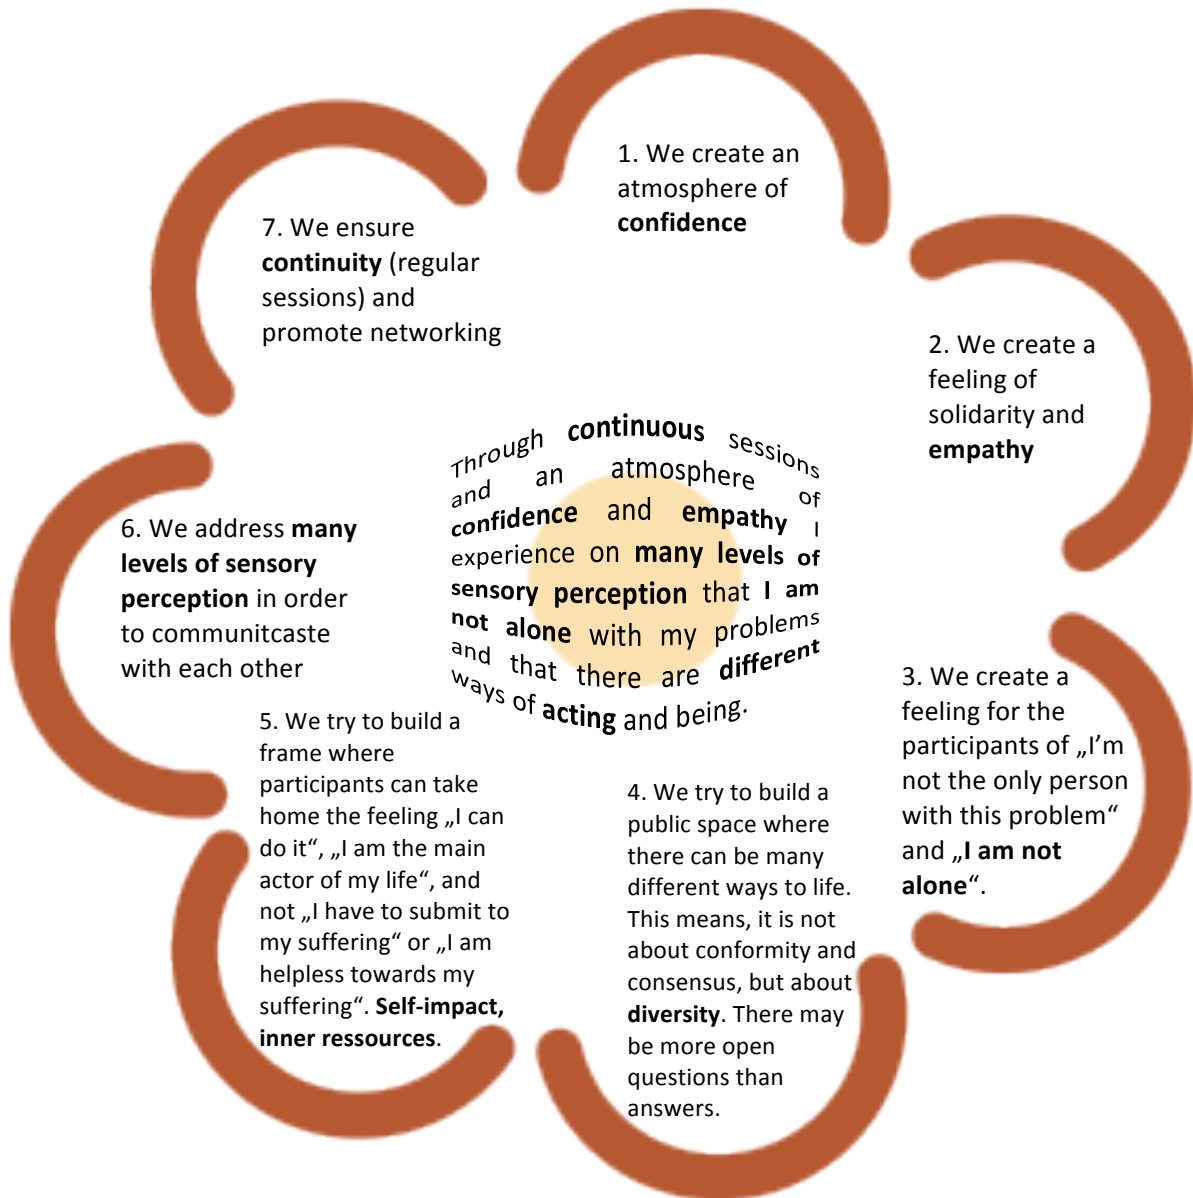 1. We create an
atmosphere of
confidence
2. We create a
feeling of
solidarity and
empathy
3. We create a
feeling for the
participants of „I’m
not the only person
with this problem“
and „I am not
alone“.
4. We try to build a
public space where
there can be many
different ways to life.
This means, it is not
about conformity and
consensus, but about
diversity. There may
be more open
questions than
answers.
5. We try to build a
frame where
participants can take
home the feeling „I can
do it“, „I am the main
actor of my life“, and
not „I have to submit to
my suffering“ or „I am
helpless towards my
suffering“. Self-impact,
inner ressources.
6. We address many
levels of sensory
perception in order
to communitcaste
with each other
7. We ensure
continuity (regular
sessions) and
promote networking
Through continuous sessions
and an atmosphere of
confidence and empathy I
experience on many levels of
sensory perception that I am
not alone with my problems
and that there are different
ways of acting and being.